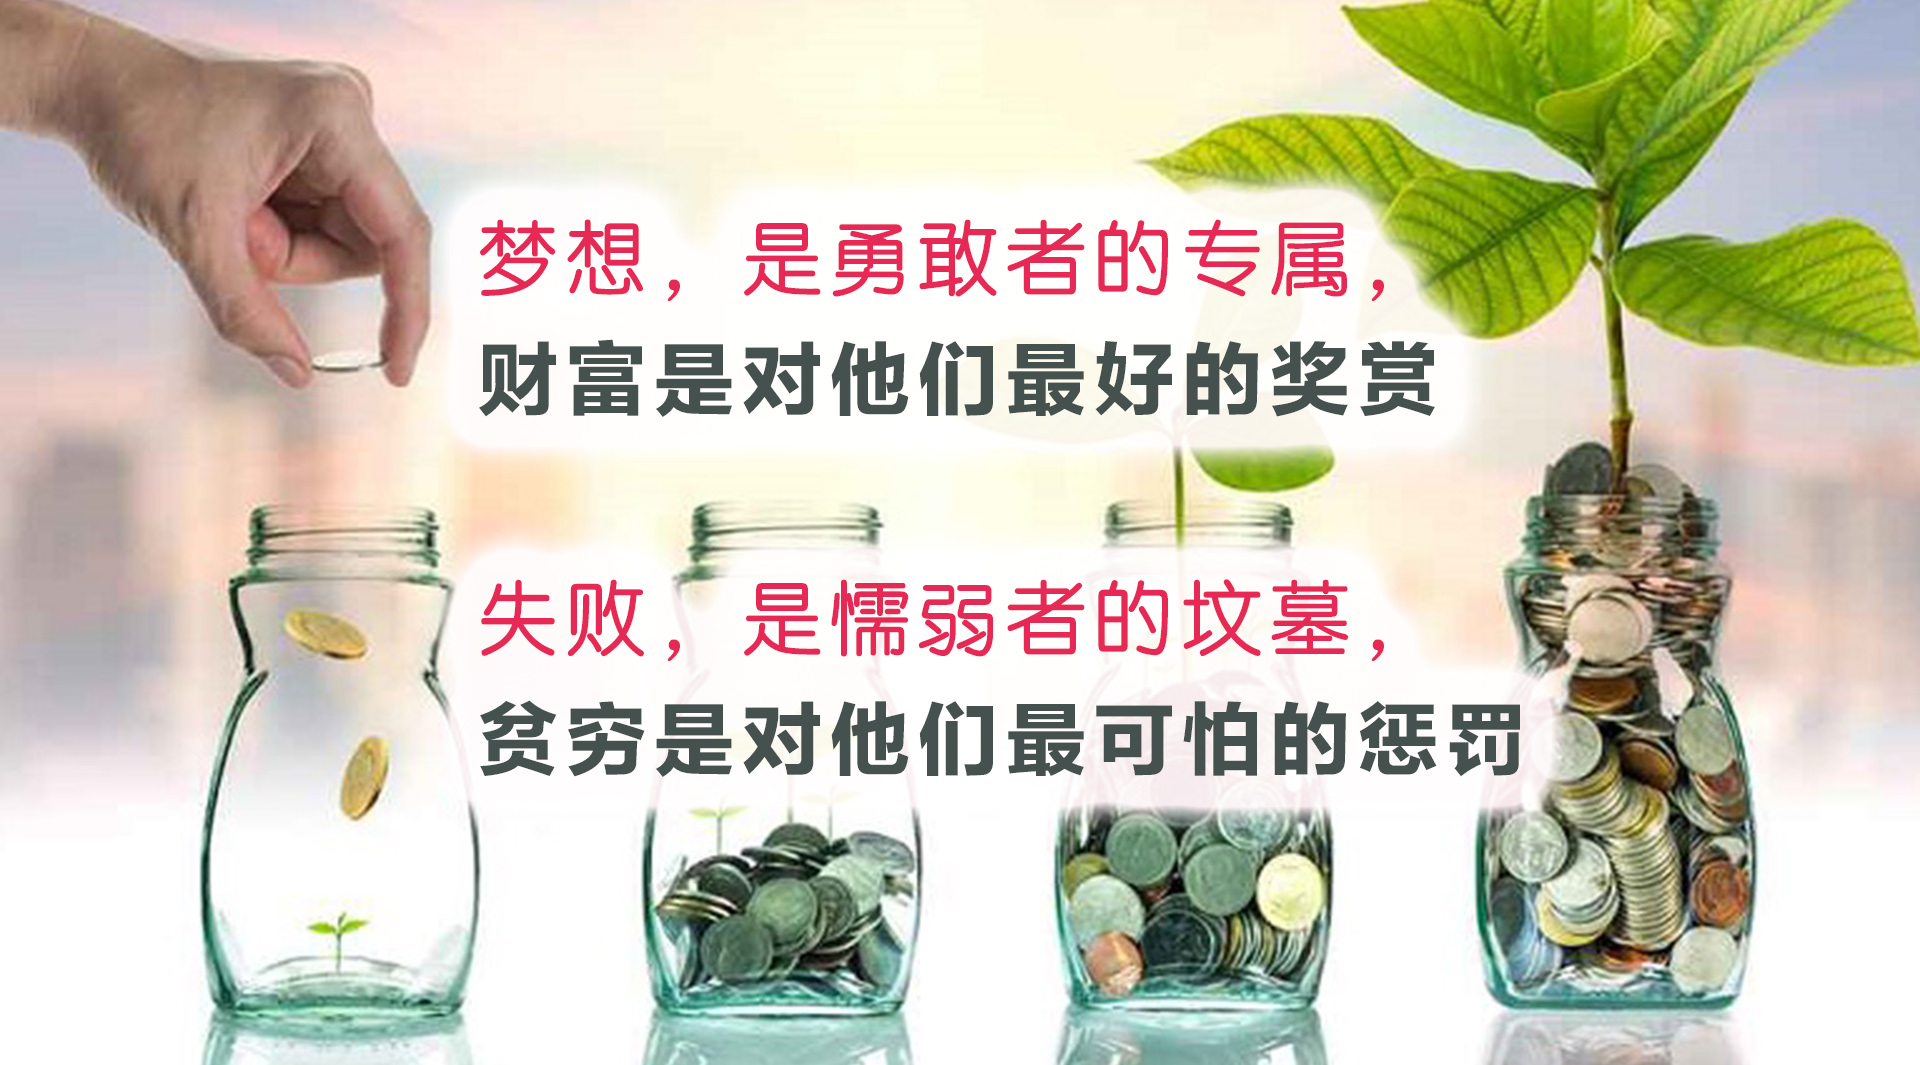 梦想，是勇敢者的专属，
财富是对他们最好的奖赏
失败，是懦弱者的坟墓，
贫穷是对他们最可怕的惩罚